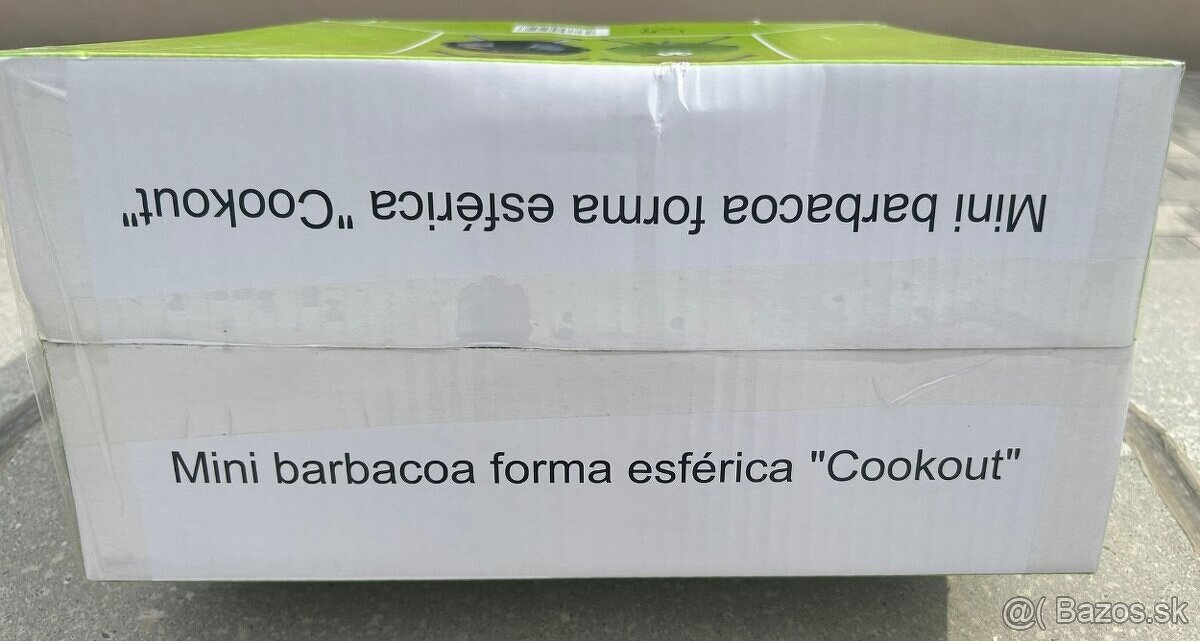 Mini barbacoa forma esférica "Cookout"
Mini barbacoa forma esférica "Cookout"
@( Bazos.sk